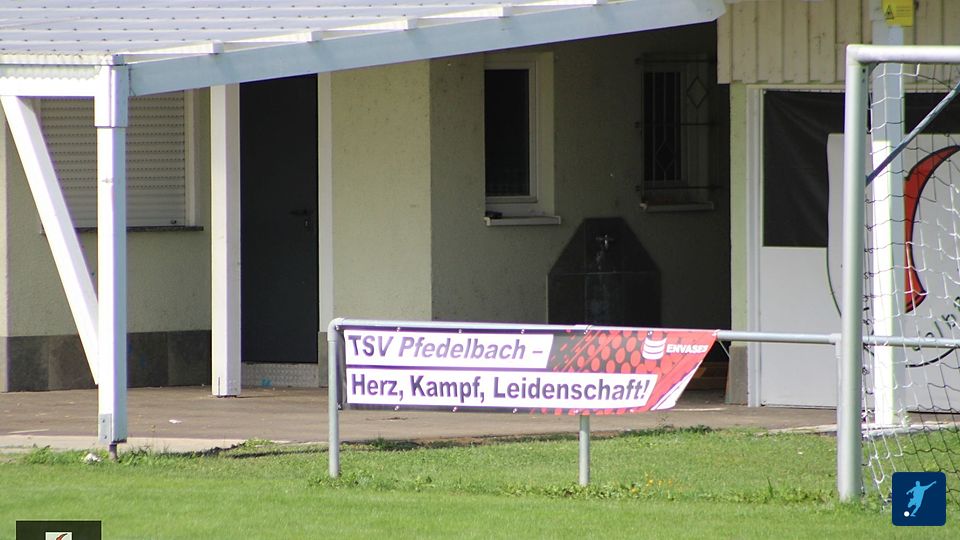 TSV Pfedelbach –
Herz, Kampf, Leidenschaft!
ENVASES